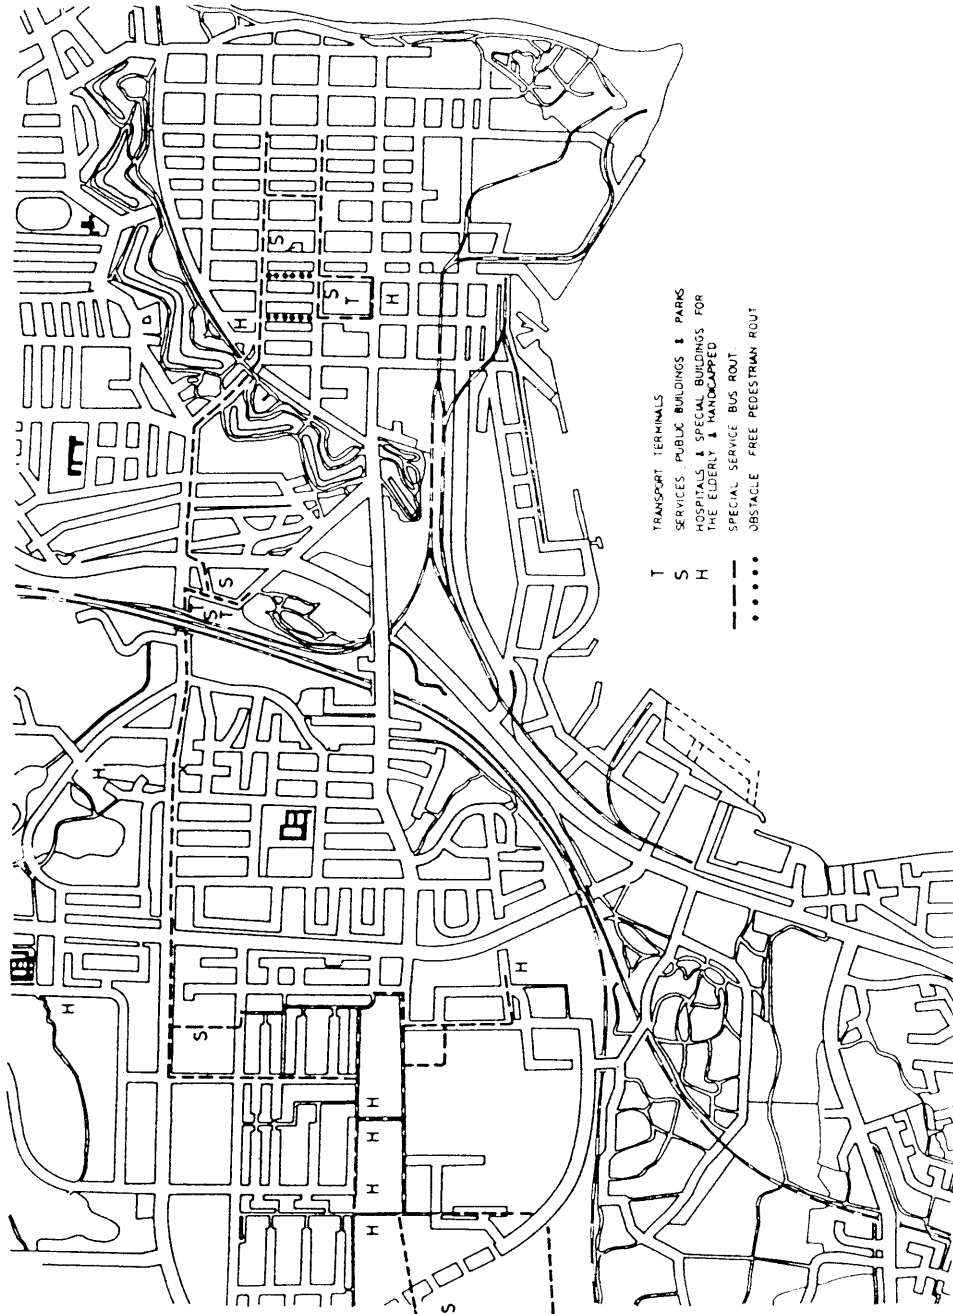 T TRANSPORT TERMINALS
S SERVICES, PUBLIC BUILDINGS & PARKS
H HOSPITALS & SPECIAL BUILDINGS FOR
THE ELDERLY & HANDICAPPED
SPECIAL SERVICE BUS ROUT.
OBSTACLE FREE PEDESTRIAN ROUT
H
S
S
T
H
S
S
T
H
H
S
H
H
H
H
H
S